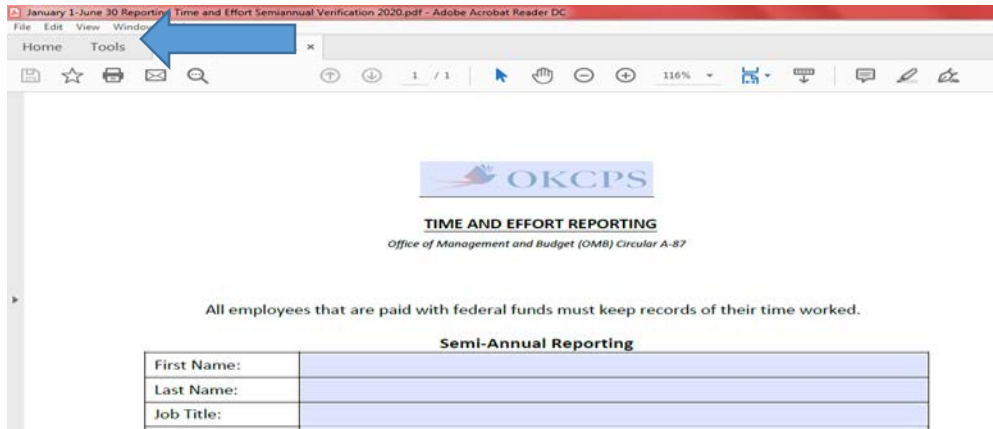 January 1-June 30 Reporting Time and Effort Semiannual Verification 2020.pdf - Adobe Acrobat Reader DC
File Edit View Window
Home Tools ×
1 / 1 116%
OKCPS
TIME AND EFFORT REPORTING
Office of Management and Budget (OMB) Circular A-87
All employees that are paid with federal funds must keep records of their time worked.
Semi-Annual Reporting
First Name:
Last Name:
Job Title: